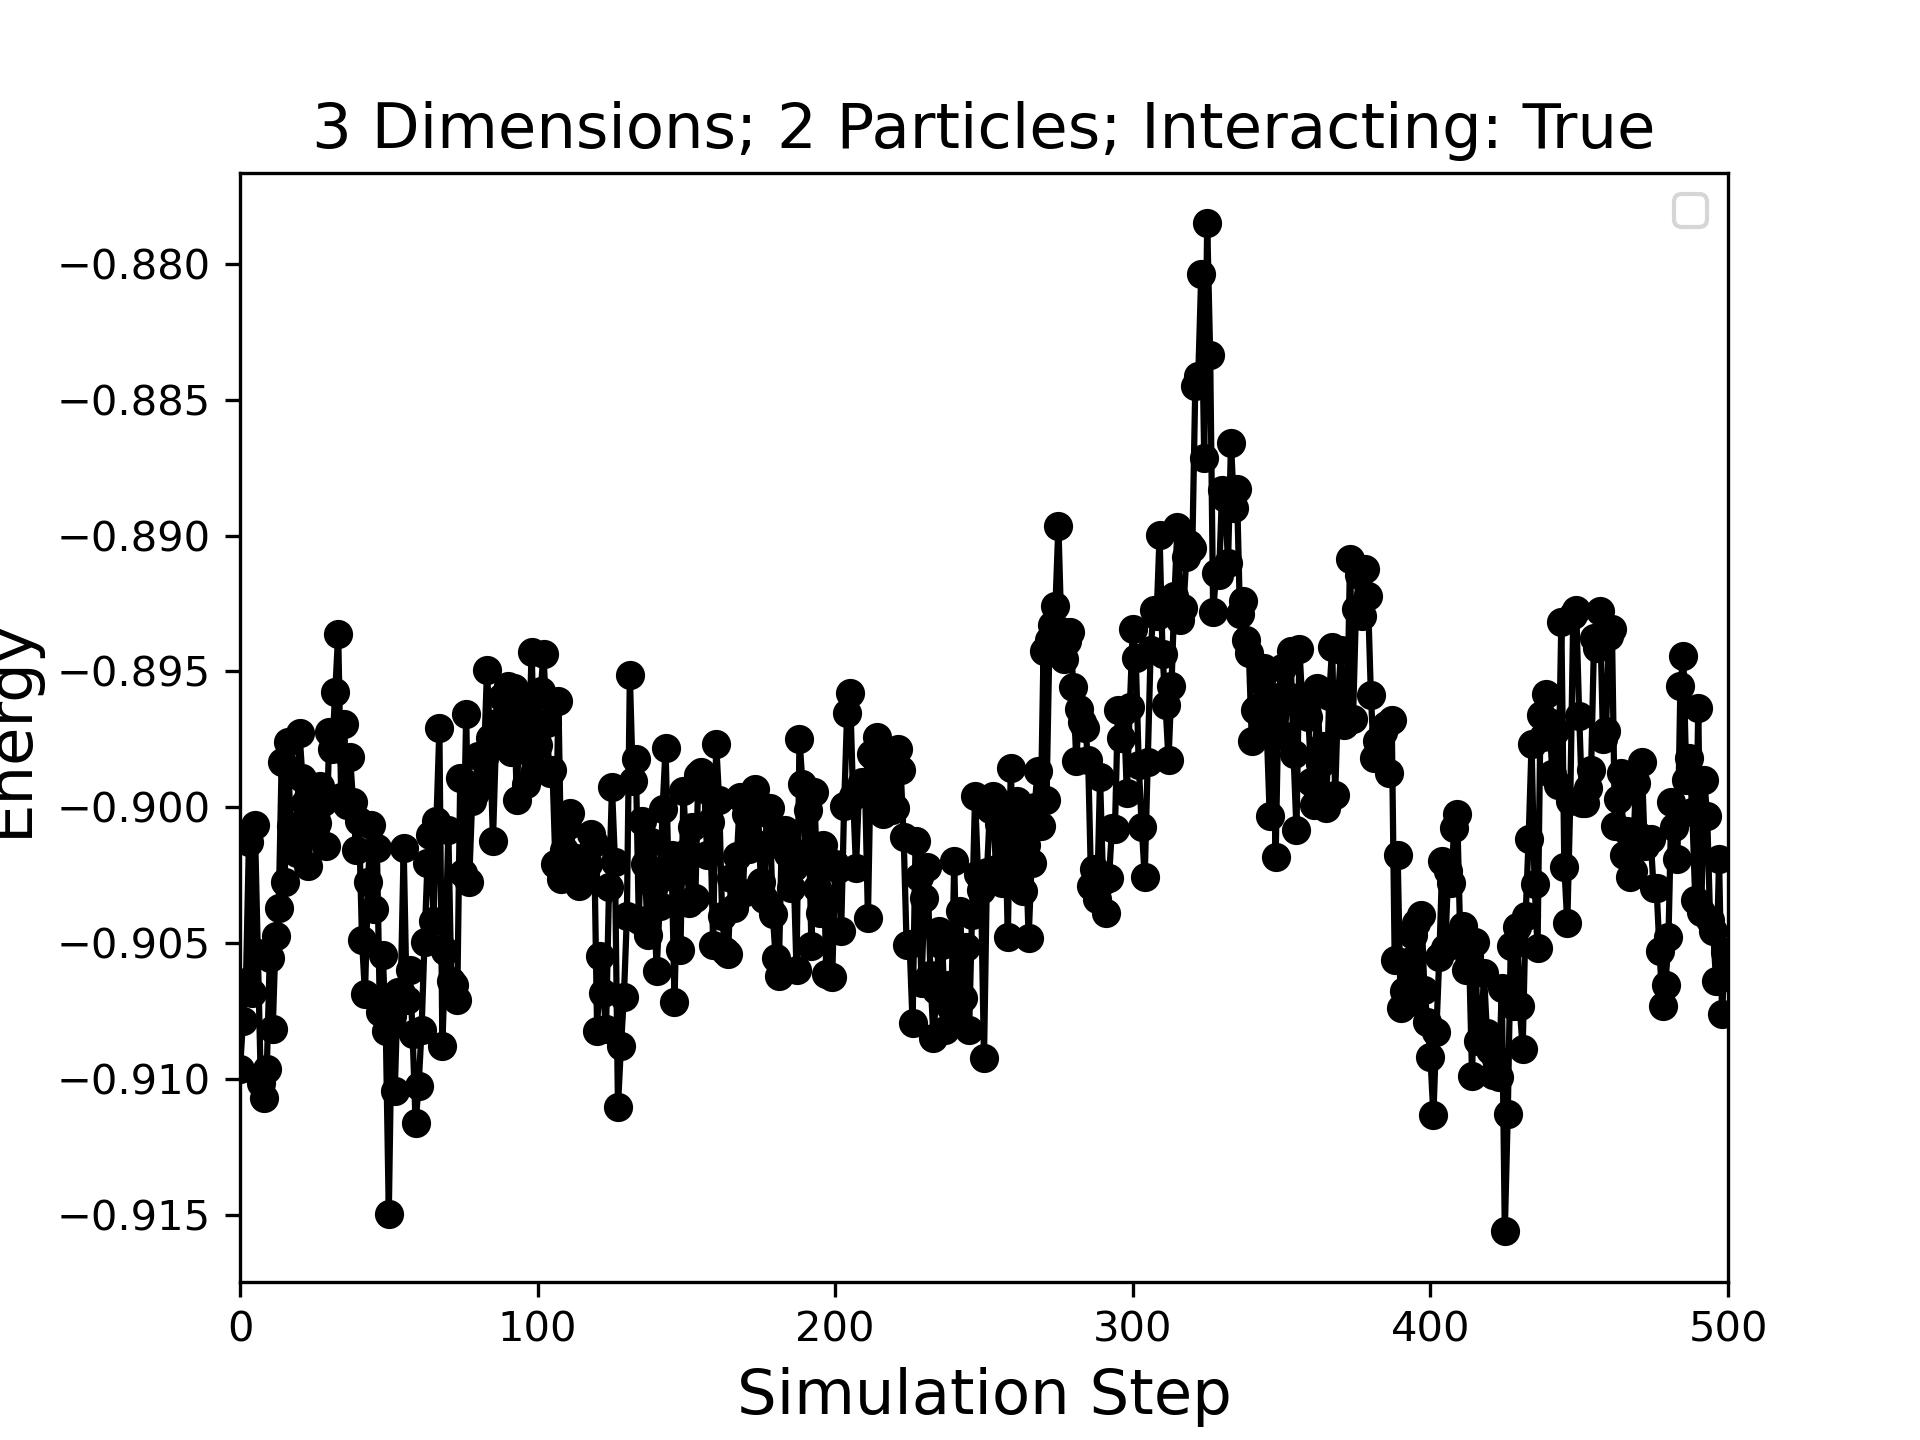 3 Dimensions; 2 Particles; Interacting: True
−0.880
−0.885
−0.890
−0.895
−0.900
−0.905
−0.910
−0.915
Energy
0 100 200 300 400 500
Simulation Step